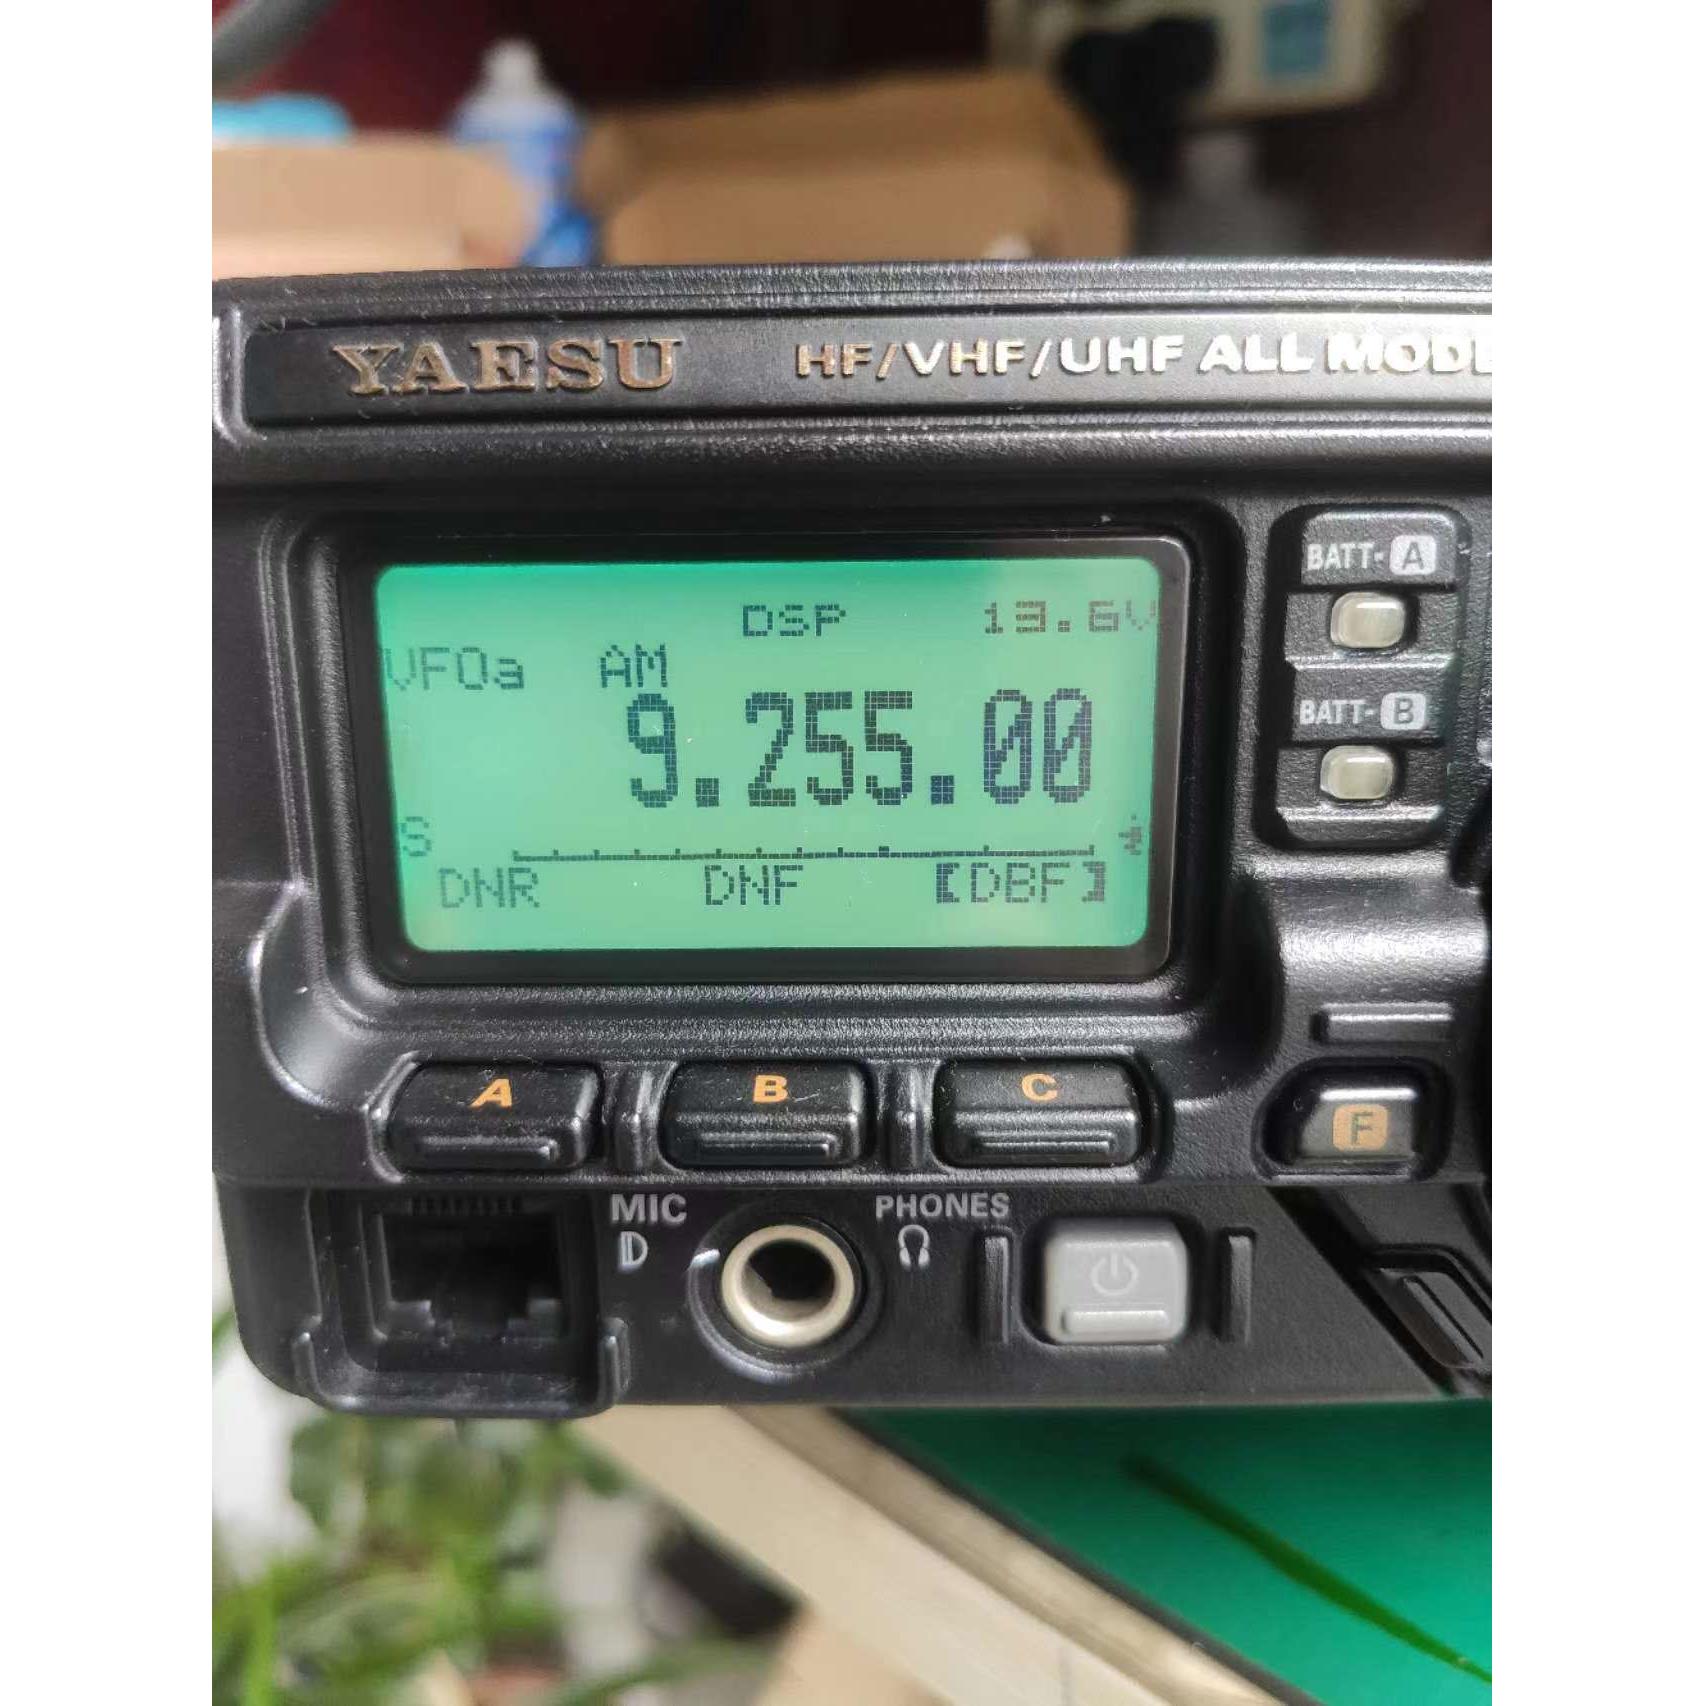 YAESU HF/VHF/UHF ALL MODE
BATT-A
BATT-B
DSP 13.6V
VFOa AM
9.255.00
S
DNR DNF [DBF]
A B C F
MIC PHONES